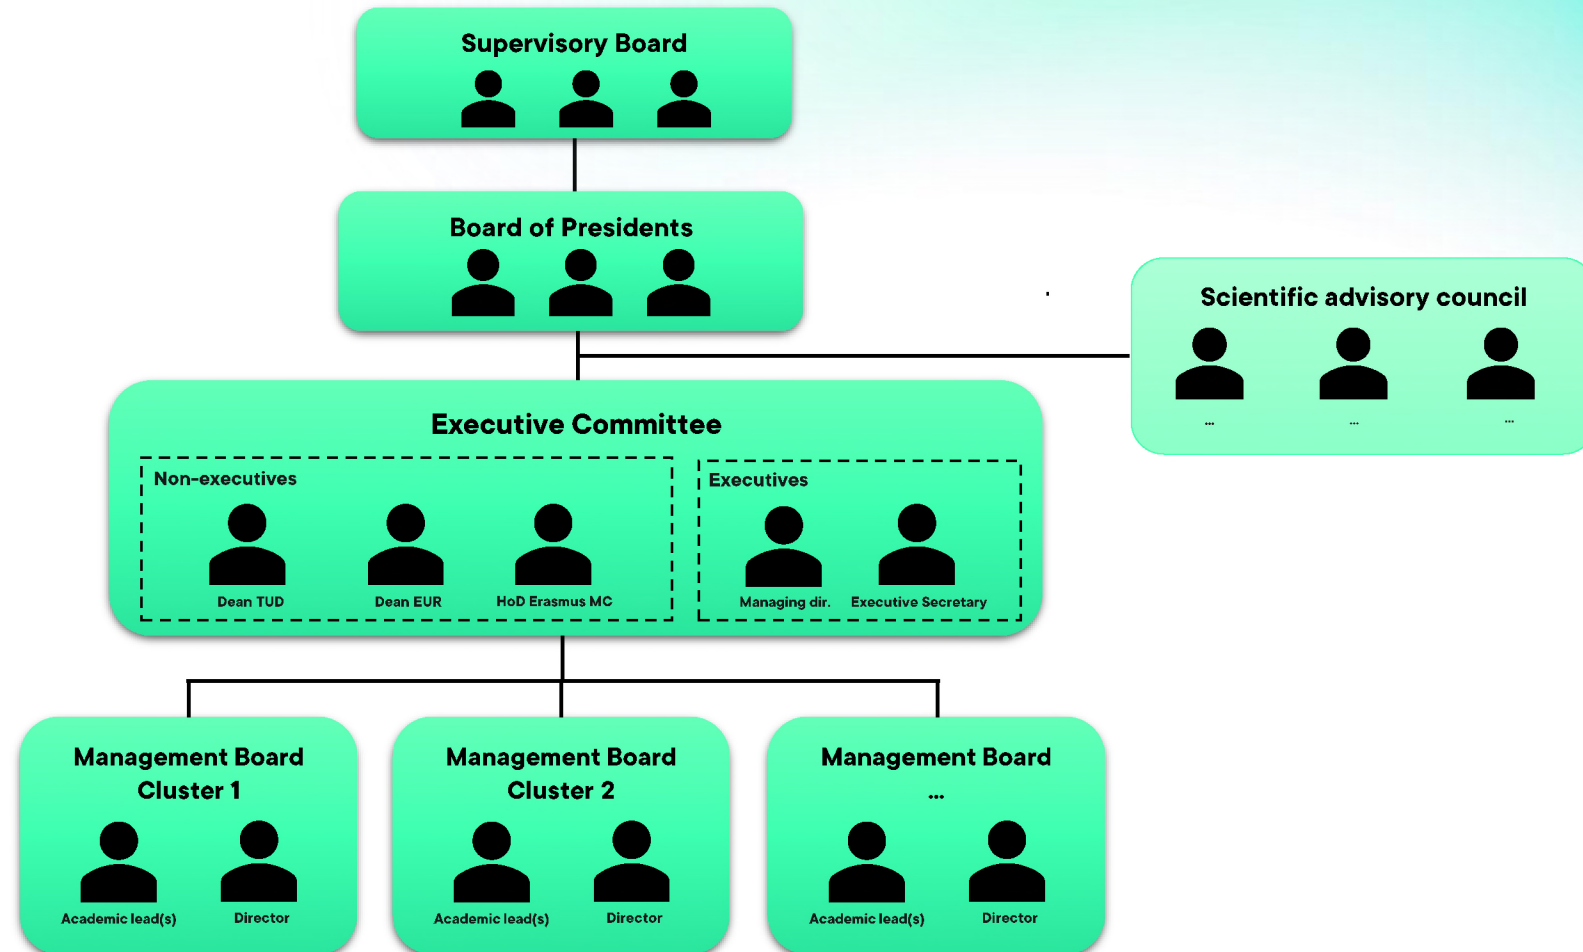 Supervisory Board
Board of Presidents
Scientific advisory council
...
...
...
Executive Committee
Non-executives
Dean TUD
Dean EUR
HoD Erasmus MC
Executives
Managing dir.
Executive Secretary
Management Board
Cluster 1
Academic lead(s)
Director
Management Board
Cluster 2
Academic lead(s)
Director
Management Board
...
Academic lead(s)
Director